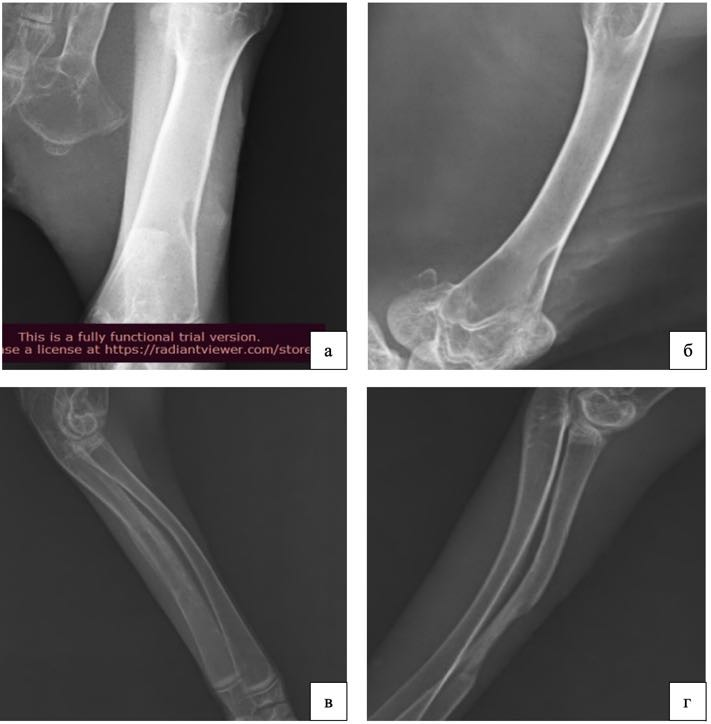 This is a fully functional trial version.
ase a license at https://radiantviewer.com/store
а
б
в
г